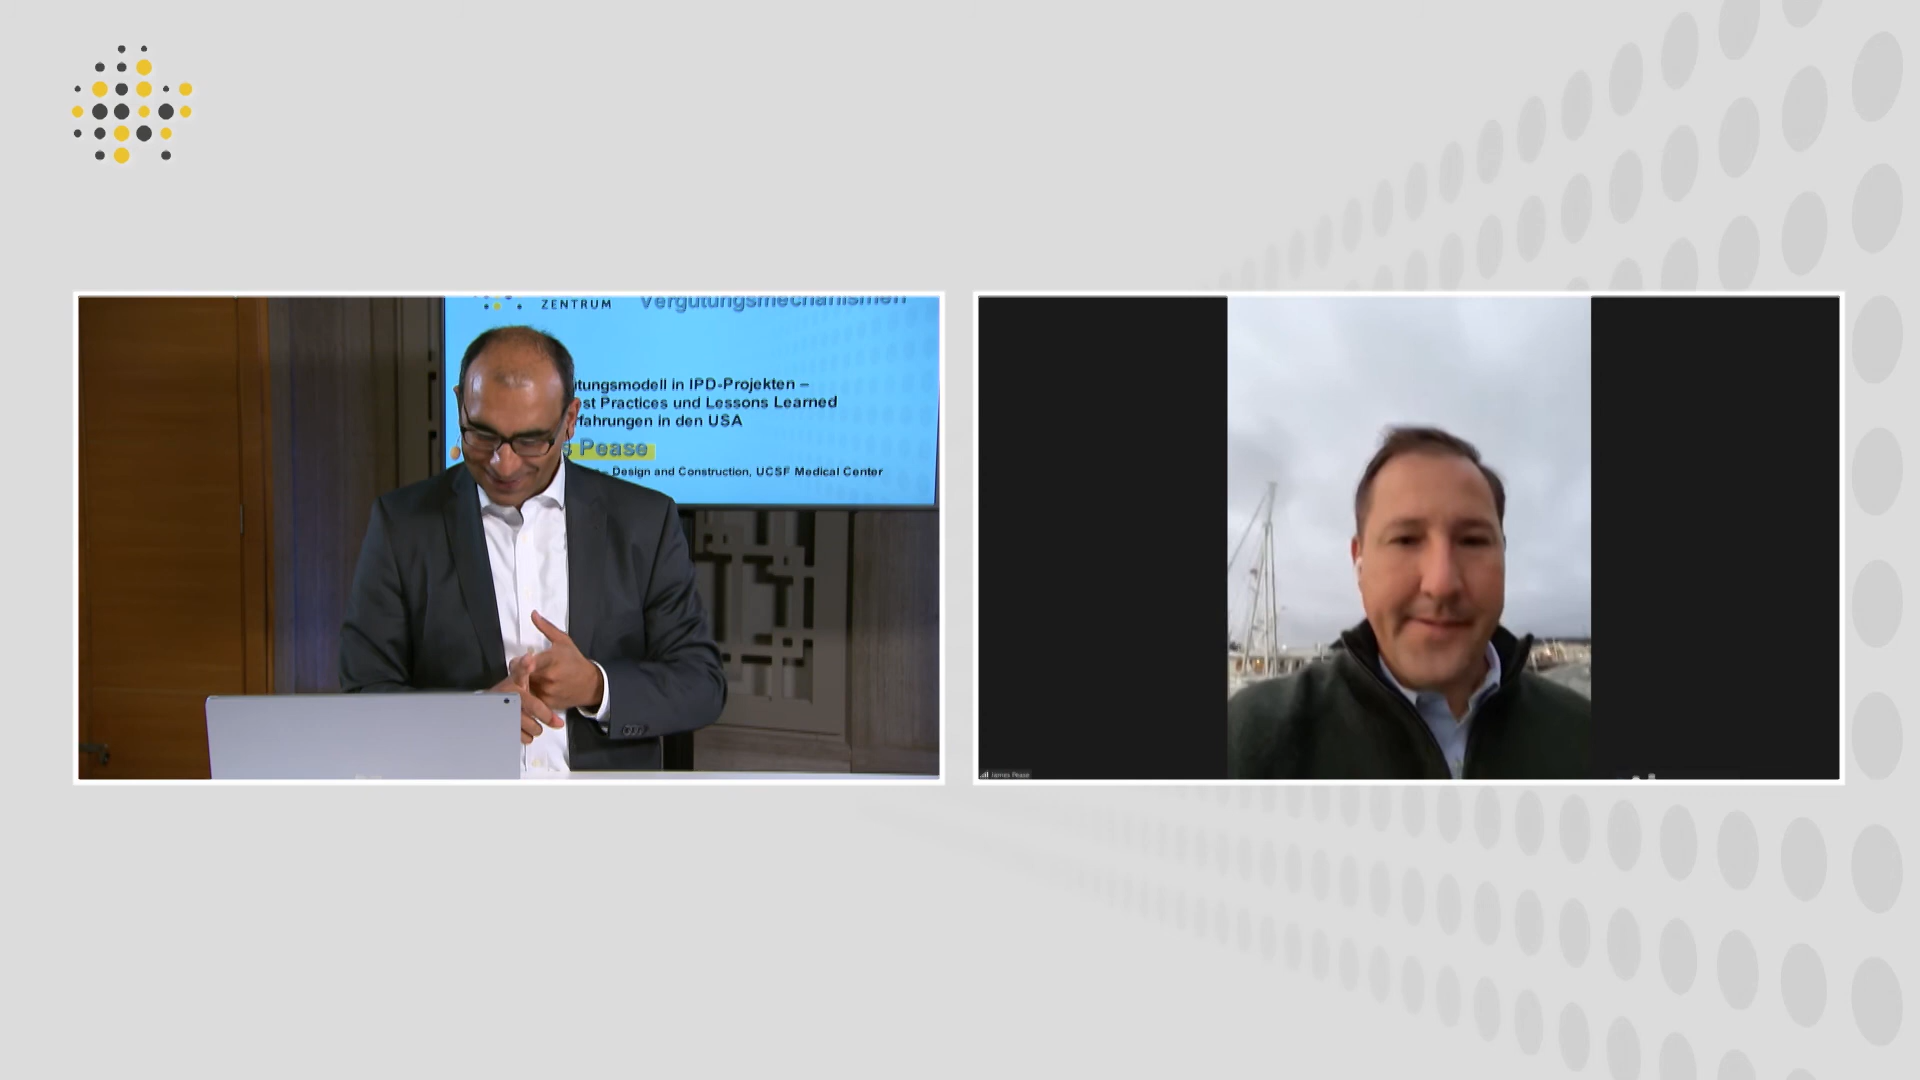 ZENTRUM
Vergütungsmechanismen
tungsmodell in IPD-Projekten –
st Practices und Lessons Learned
fahrungen in den USA
s Pease
– Design and Construction, UCSF Medical Center
James Pease